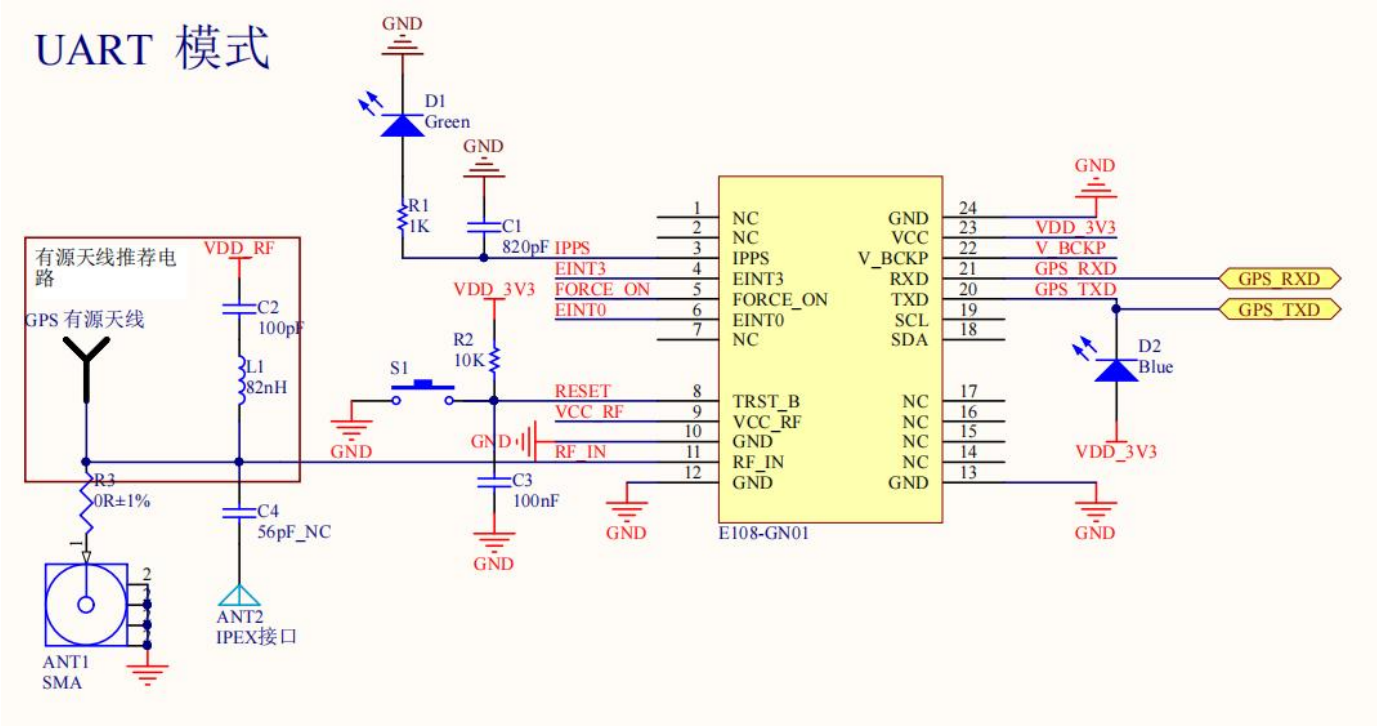 UART 模式
GND
D1
Green
GND
R1
1K
C1
820pF
有源天线推荐电
路
VDD_RF
GPS 有源天线
C2
100pF
L1
82nH
R3
0R±1%
1
2
2
2
2
ANT1
SMA
C4
56pF_NC
ANT2
IPEX接口
VDD_3V3
R2
10K
S1
GND
C3
100nF
GND
IPPS
EINT3
FORCE_ON
EINT0
RESET
VCC_RF
GND
RF_IN
GND
1 NC
2 NC
3 IPPS
4 EINT3
5 FORCE_ON
6 EINT0
7 NC
8 TRST_B
9 VCC_RF
10 GND
11 RF_IN
12 GND
GND 24
VCC 23
V_BCKP 22
RXD 21
TXD 20
SCL 19
SDA 18
NC 17
NC 16
NC 15
NC 14
GND 13
E108-GN01
GND
VDD_3V3
V_BCKP
GPS_RXD
GPS_TXD
GPS_RXD
GPS_TXD
D2
Blue
VDD_3V3
GND